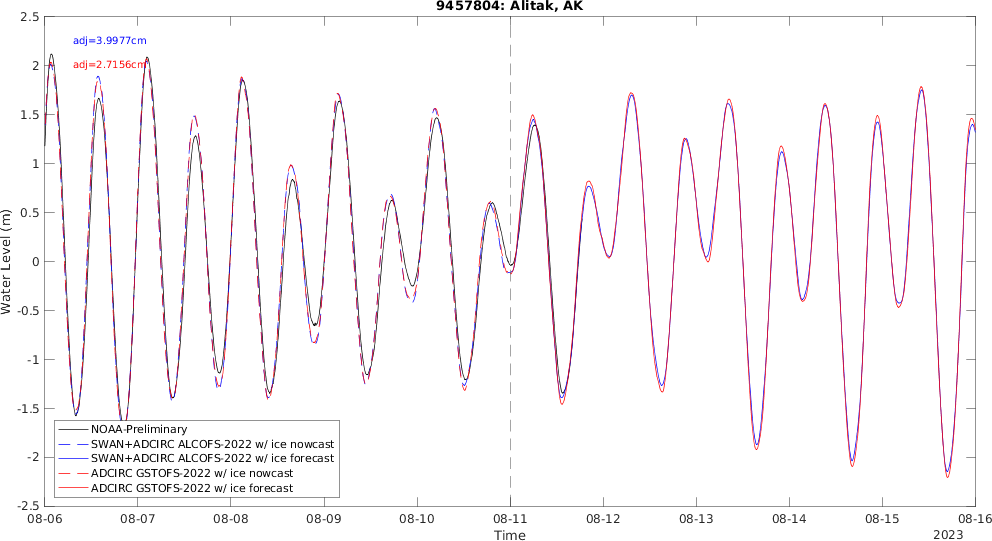 9457804: Alitak, AK
2.5
2
1.5
1
0.5
0
-0.5
-1
-1.5
-2
-2.5
Water Level (m)
adj=3.9977cm
adj=2.7156cm
NOAA-Preliminary
SWAN+ADCIRC ALCOFS-2022 w/ ice nowcast
SWAN+ADCIRC ALCOFS-2022 w/ ice forecast
ADCIRC GSTOFS-2022 w/ ice nowcast
ADCIRC GSTOFS-2022 w/ ice forecast
08-06 08-07 08-08 08-09 08-10 08-11 08-12 08-13 08-14 08-15 08-16
Time
2023